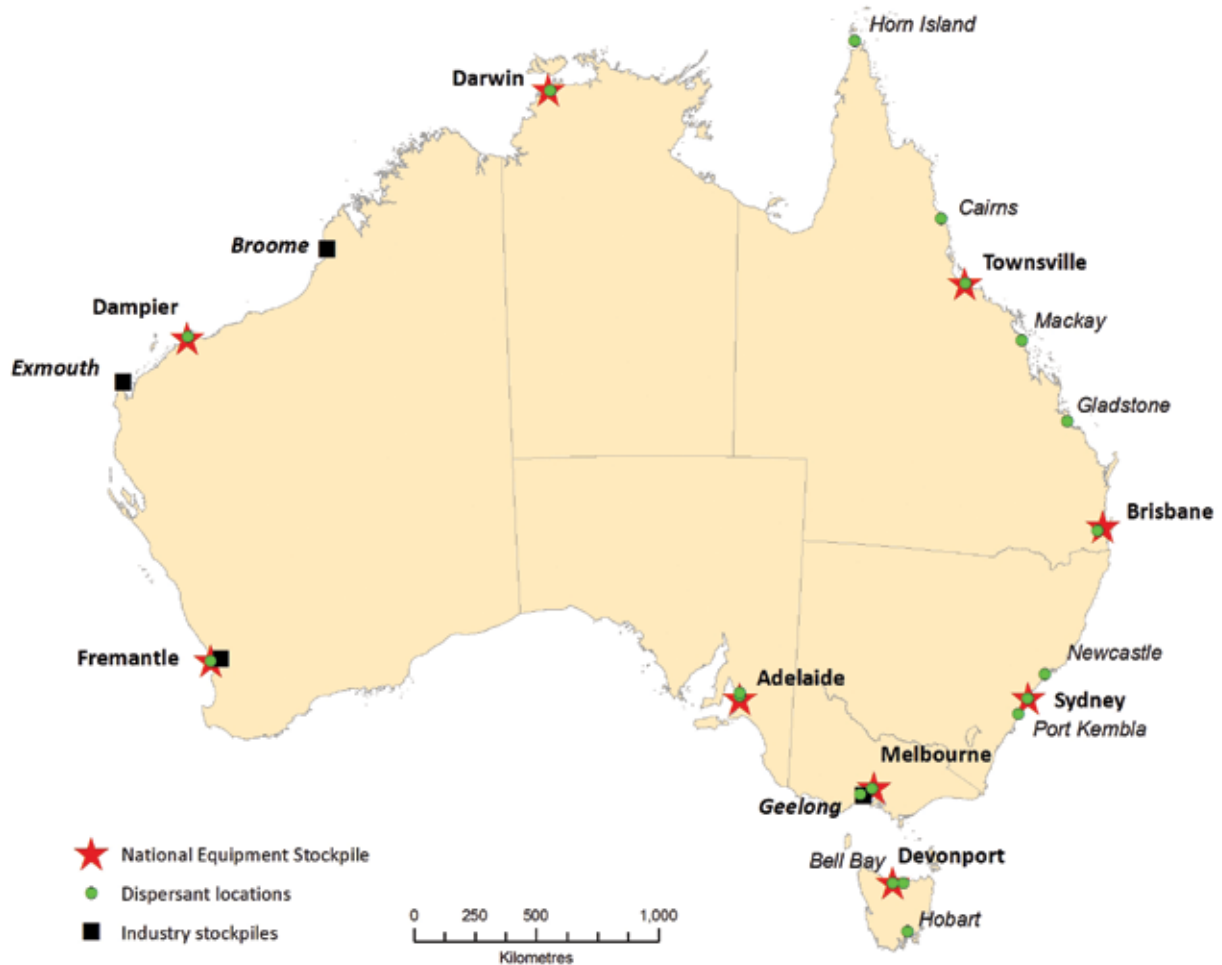 Horn Island
Darwin
Cairns
Broome
Townsville
Dampier
Mackay
Exmouth
Gladstone
Brisbane
Fremantle
Newcastle
Adelaide
Sydney
Port Kembla
Melbourne
Geelong
Bell Bay
Devonport
Hobart
National Equipment Stockpile
Dispersant locations
Industry stockpiles
0 250 500 1,000
Kilometres